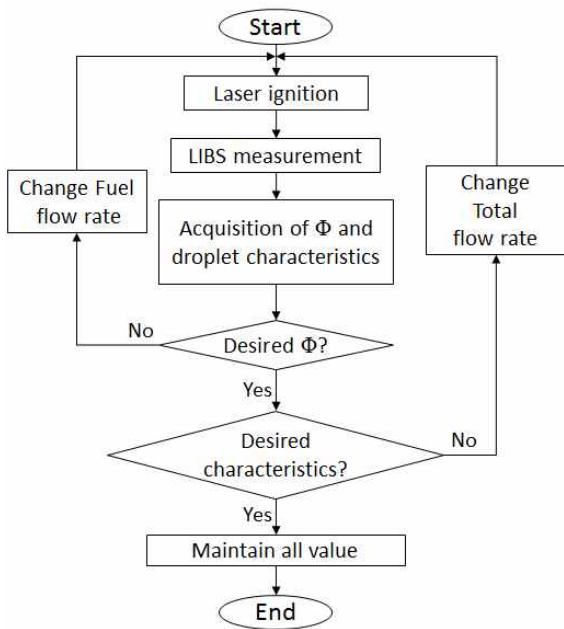 Start
Laser ignition
LIBS measurement
Change Fuel
flow rate
Change
Total
flow rate
Acquisition of Φ and
droplet characteristics
No
Desired Φ?
Yes
Desired
characteristics?
No
Yes
Maintain all value
End